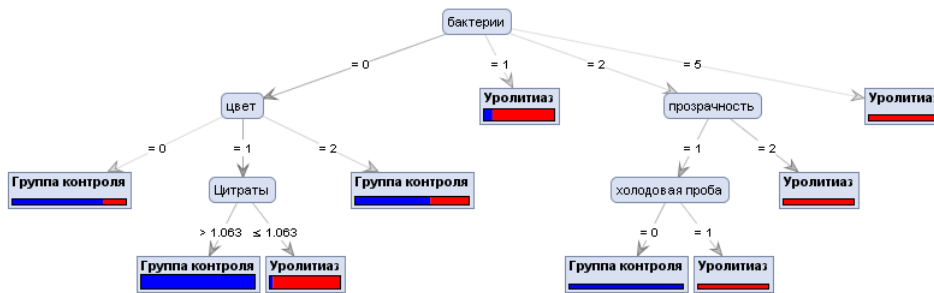 бактерии
= 0
= 1
= 2
= 5
цвет
Уролитиаз
прозрачность
Уролитиаз
= 0
= 1
= 2
= 1
= 2
Группа контроля
Цитраты
Группа контроля
холодовая проба
Уролитиаз
> 1.063
≤ 1.063
= 0
= 1
Группа контроля
Уролитиаз
Группа контроля
Уролитиаз